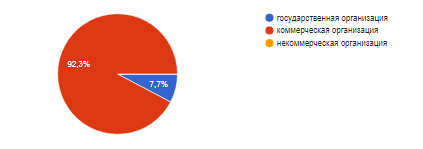 государственная организация
коммерческая организация
некоммерческая организация
92,3%
7,7%